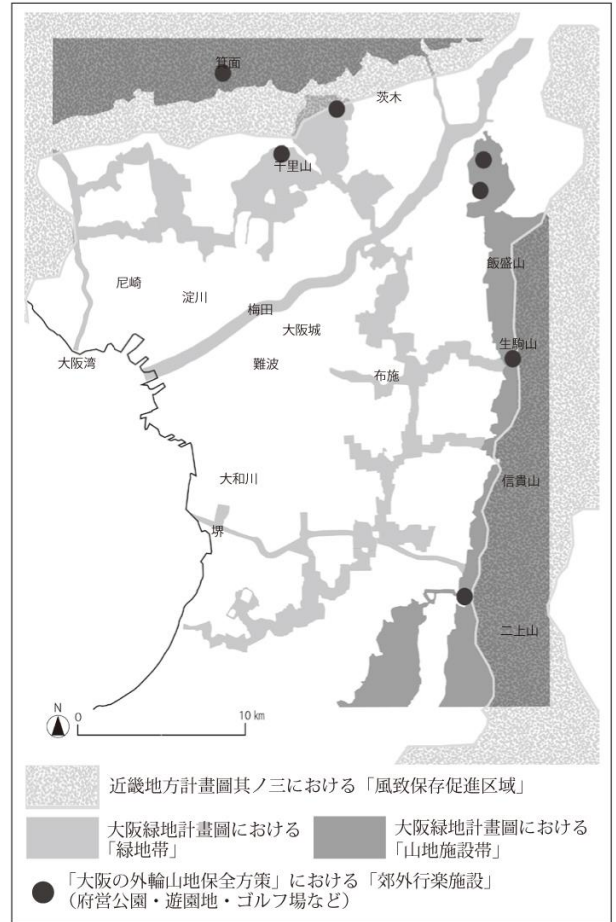 箕面
茨木
千里山
飯盛山
尼崎
淀川
梅田
大阪城
大阪湾
難波
布施
生駒山
大和川
信貴山
堺
二上山
N
0
10 km
近畿地方計畫圖其ノ三における「風致保存促進区域」
大阪緑地計畫圖における
「緑地帯」
大阪緑地計畫圖における
「山地施設帯」
「大阪の外輪山地保全方策」における「郊外行楽施設」
（府営公園・遊園地・ゴルフ場など）